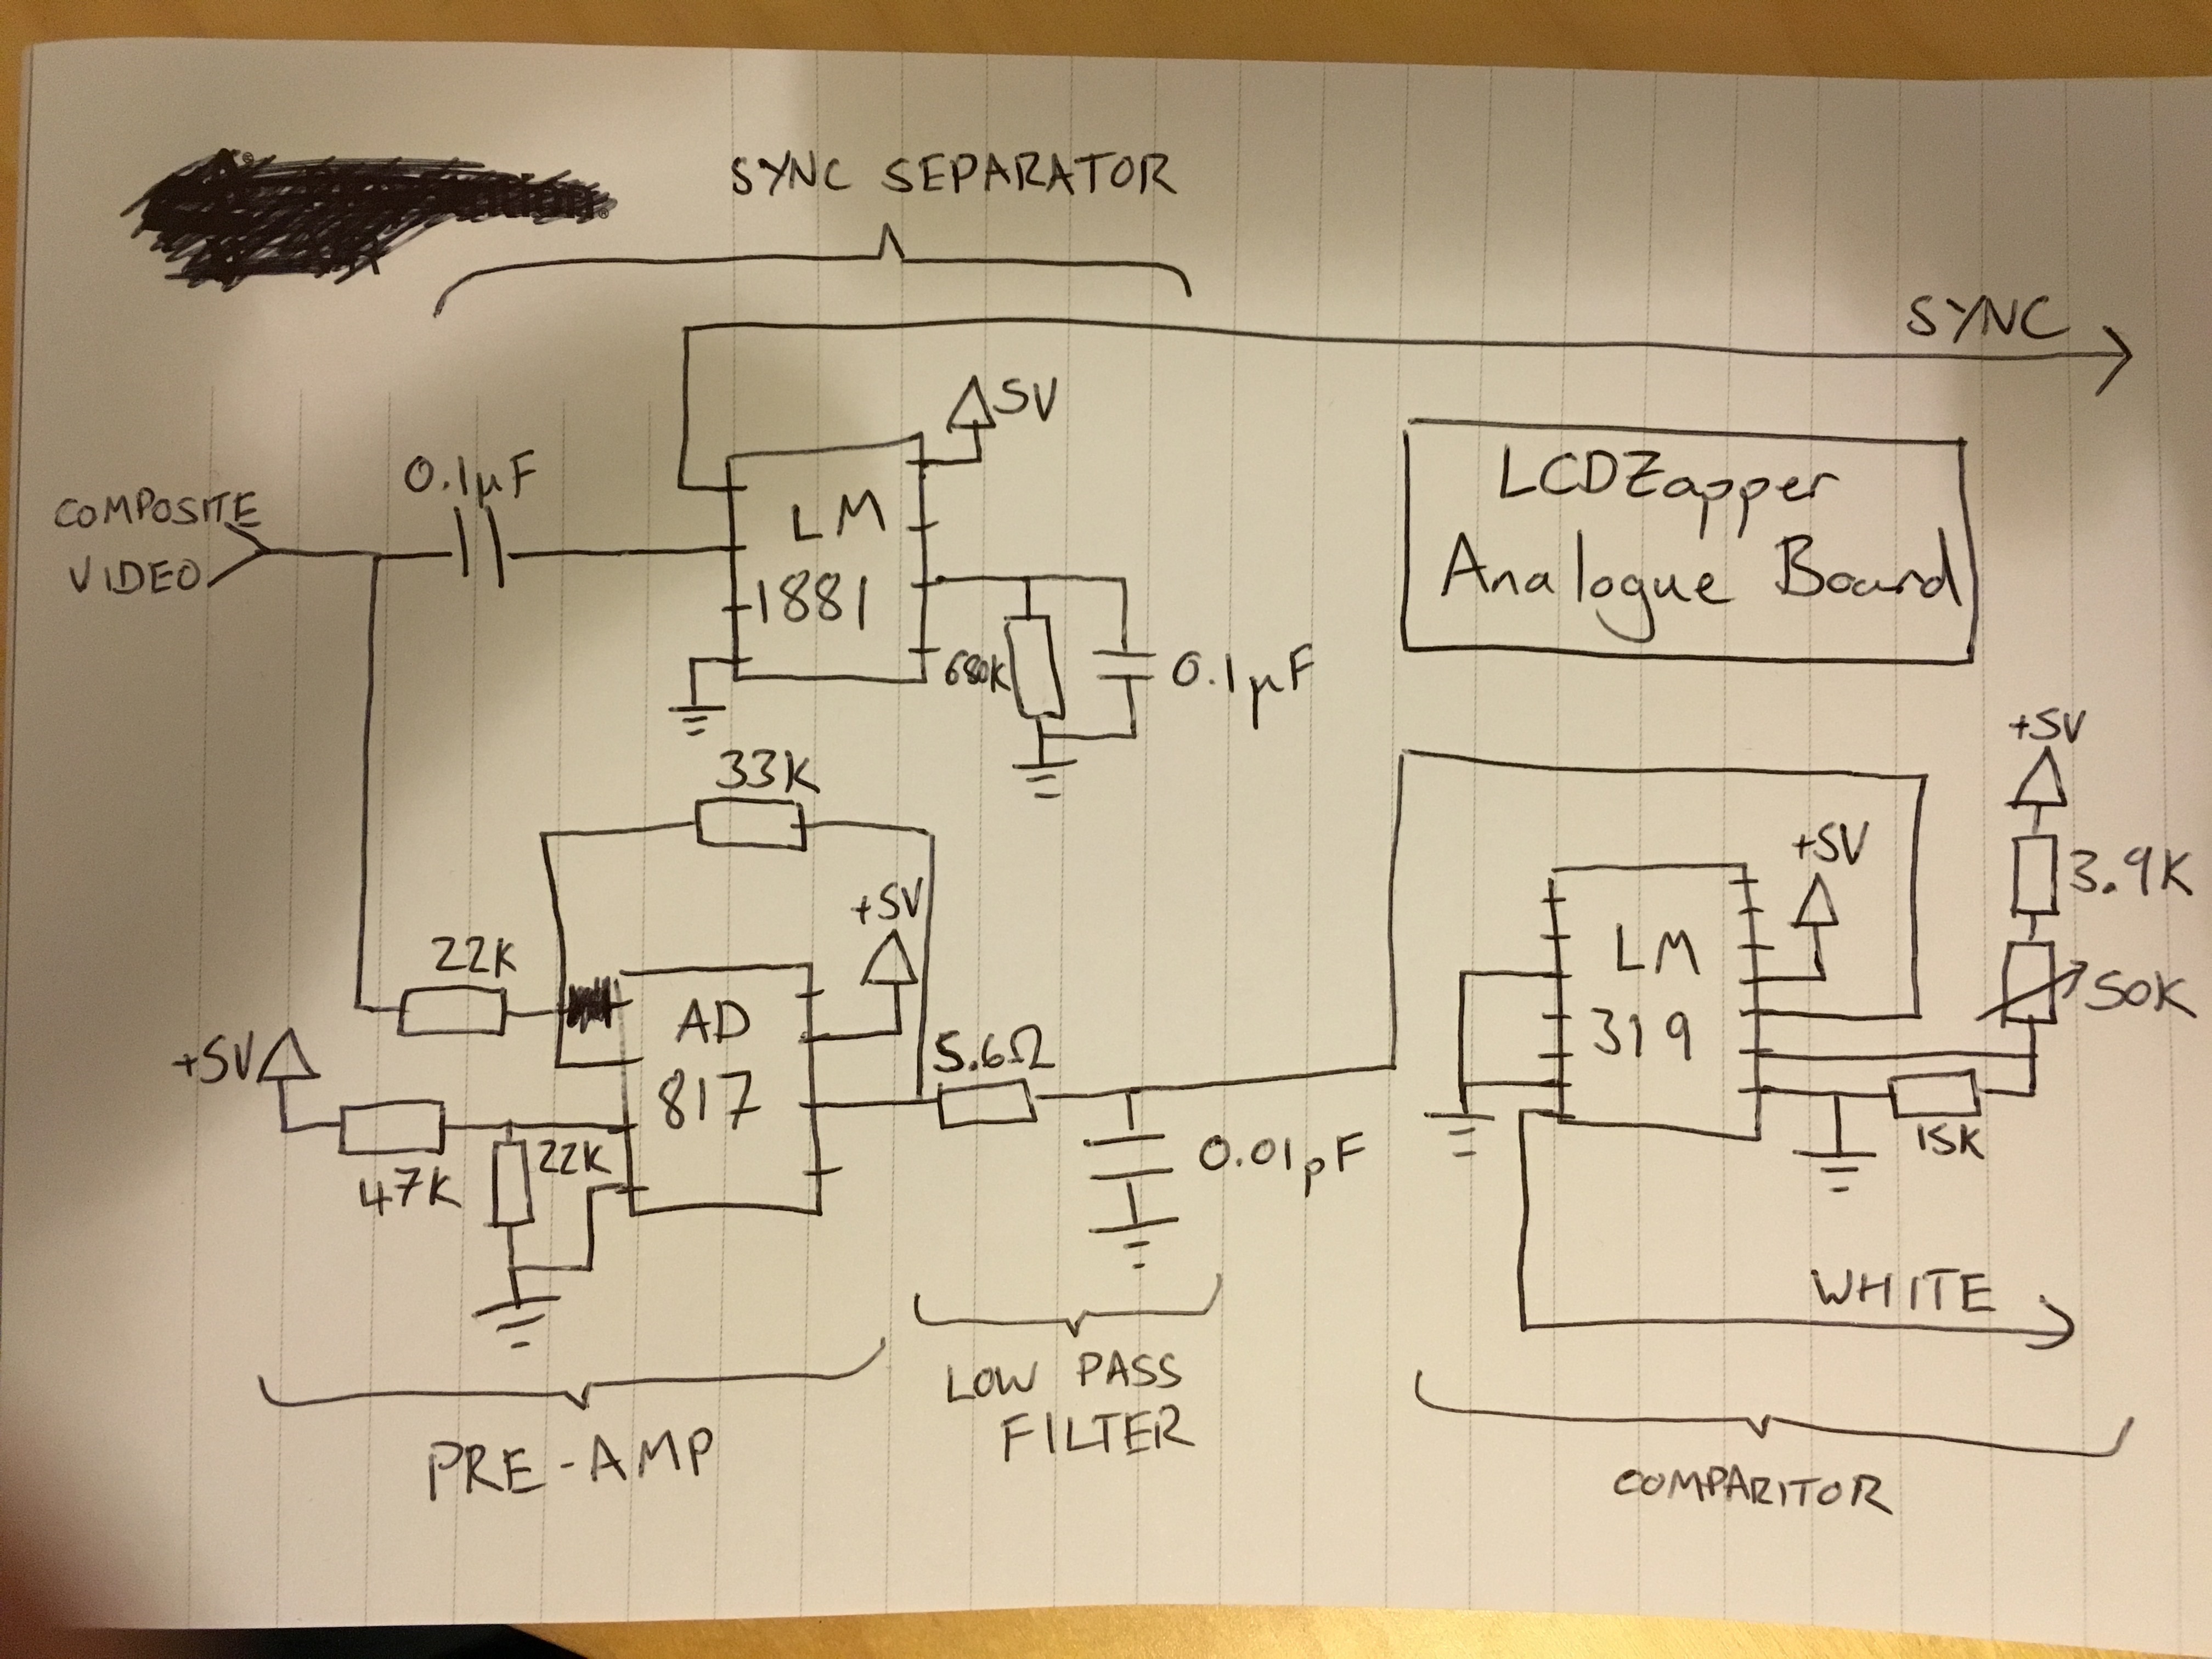 SYNC SEPARATOR
SYNC
5V
0.1µF
COMPOSITE
VIDEO
LM
1881
680K
0.1µF
LCDZapper
Analogue Board
33K
+5V
+5V
3.9K
50K
+5V
22K
AD
817
5.6Ω
LM
319
+5V
47K
22K
0.01µF
15K
WHITE
LOW PASS
FILTER
PRE-AMP
COMPARITOR